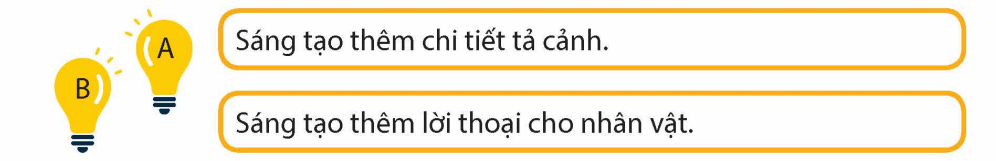 A
Sáng tạo thêm chi tiết tả cảnh.
B
Sáng tạo thêm lời thoại cho nhân vật.